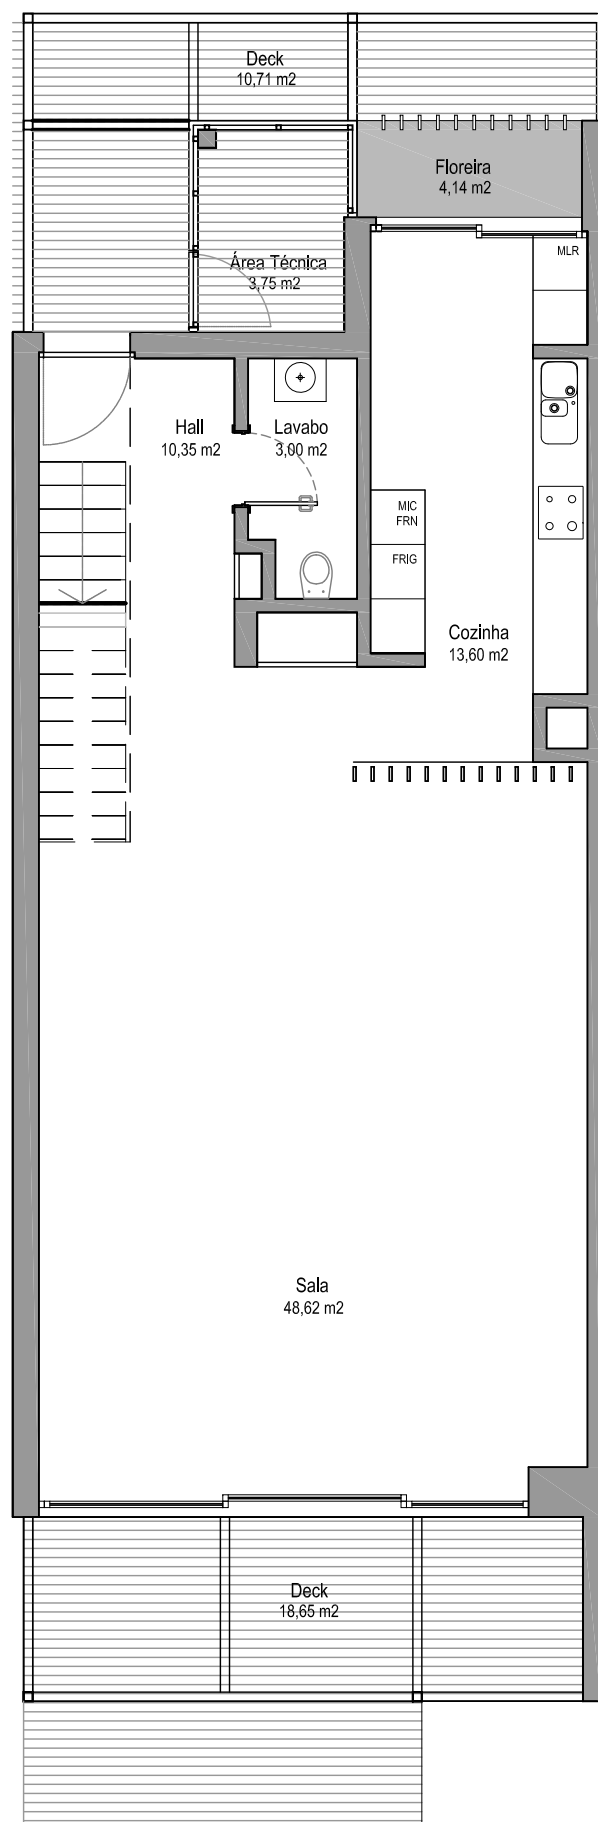 Deck
10,71 m2
Floreira
4,14 m2
MLR
Área Técnica
3,75 m2
Hall
10,35 m2
Lavabo
3,00 m2
MIC
FRN
FRIG
Cozinha
13,60 m2
Sala
48,62 m2
Deck
18,65 m2